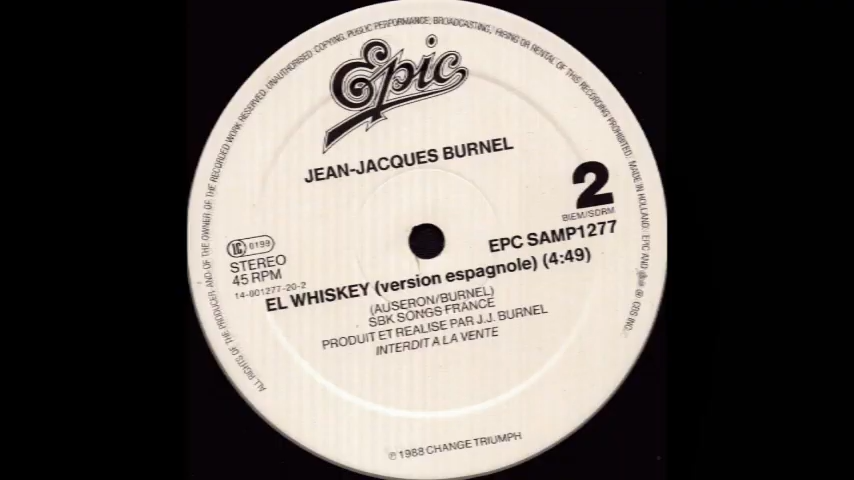 ALL RIGHTS OF THE PRODUCER AND OF THE OWNER OF THE RECORDED WORK RESERVED. UNAUTHORISED COPYING, PUBLIC PERFORMANCE, BROADCASTING, HIRING OR RENTAL OF THIS RECORDING PROHIBITED. MADE IN HOLLAND. EPIC AND ® CBS INC.
Epic
JEAN-JACQUES BURNEL
2
BIEM/SDRM
IC 0199
EPC SAMP1277
STEREO
45 RPM
14-001277-20-2
EL WHISKEY (version espagnole) (4:49)
(AUSERON/BURNEL)
SBK SONGS FRANCE
PRODUIT ET REALISE PAR J.J. BURNEL
INTERDIT A LA VENTE
℗ 1988 CHANGE TRIUMPH